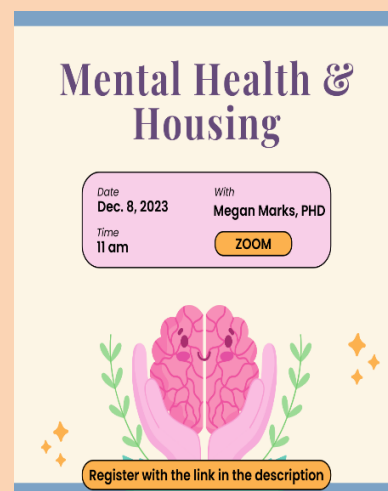 Mental Health &
Housing
Date
Dec. 8, 2023
With
Megan Marks, PHD
Time
11 am
ZOOM
Register with the link in the description